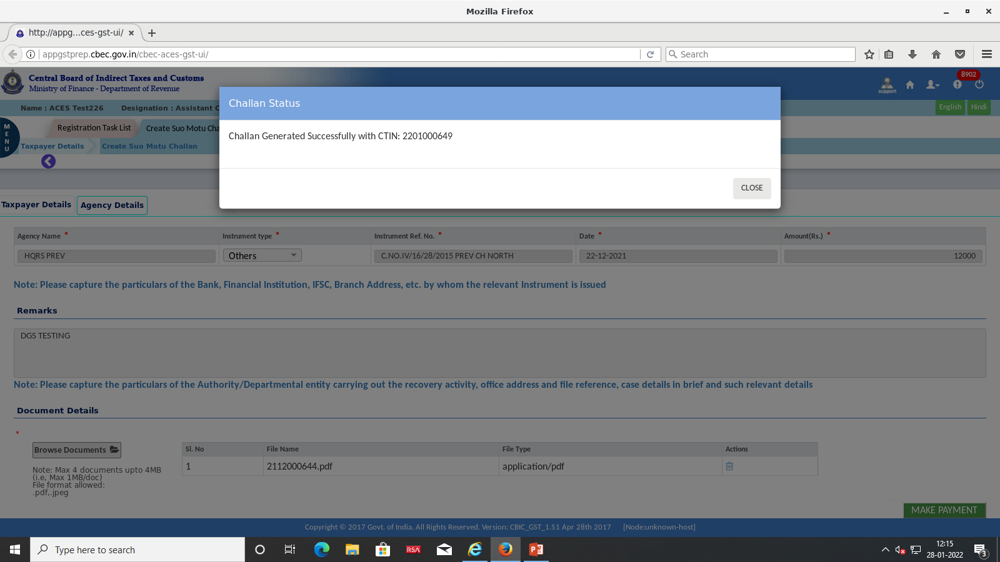 Mozilla Firefox
http://appg...ces-gst-ui/
appgstprep.cbec.gov.in/cbec-aces-gst-ui/
Search
Central Board of Indirect Taxes and Customs
Ministry of Finance - Department of Revenue
support
8902
Name : ACES Test226 Designation : Assistant C
English Hindi
MENU
Registration Task List
Create Suo Motu Cha
Taxpayer Details
Create Suo Motu Challan
Challan Status
Challan Generated Successfully with CTIN: 2201000649
CLOSE
Taxpayer Details Agency Details
Agency Name * Instrument type * Instrument Ref. No. * Date * Amount(Rs.) *
HQRS PREV Others C.NO.IV/16/28/2015 PREV CH NORTH 22-12-2021 12000
Note: Please capture the particulars of the Bank, Financial Institution, IFSC, Branch Address, etc. by whom the relevant Instrument is issued
Remarks
DGS TESTING
Note: Please capture the particulars of the Authority/Departmental entity carrying out the recovery activity, office address and file reference, case details in brief and such relevant details
Document Details
*
Browse Documents
Note: Max 4 documents upto 4MB
(i.e, Max 1MB/doc)
File format allowed:
.pdf,.jpeg
Sl. No File Name File Type Actions
1 2112000644.pdf application/pdf
MAKE PAYMENT
Copyright © 2017 Govt. of India. All Rights Reserved. Version: CBIC_GST_1.51 Apr 28th 2017 [Node:unknown-host]
Type here to search
RSA
12:15
28-01-2022
3